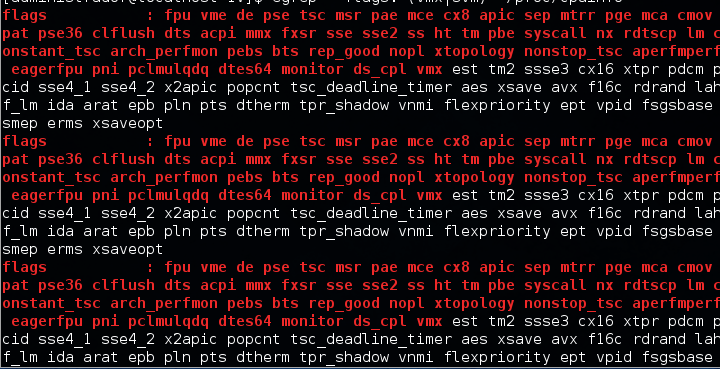 flags : fpu vme de pse tsc msr pae mce cx8 apic sep mtrr pge mca cmov
pat pse36 clflush dts acpi mmx fxsr sse sse2 ss ht tm pbe syscall nx rdtscp lm c
onstant_tsc arch_perfmon pebs bts rep_good nopl xtopology nonstop_tsc aperfmperf
eagerfpu pni pclmulqdq dtes64 monitor ds_cpl vmx est tm2 ssse3 cx16 xtpr pdcm p
cid sse4_1 sse4_2 x2apic popcnt tsc_deadline_timer aes xsave avx f16c rdrand lah
f_lm ida arat epb pln pts dtherm tpr_shadow vnmi flexpriority ept vpid fsgsbase
smep erms xsaveopt
flags : fpu vme de pse tsc msr pae mce cx8 apic sep mtrr pge mca cmov
pat pse36 clflush dts acpi mmx fxsr sse sse2 ss ht tm pbe syscall nx rdtscp lm c
onstant_tsc arch_perfmon pebs bts rep_good nopl xtopology nonstop_tsc aperfmperf
eagerfpu pni pclmulqdq dtes64 monitor ds_cpl vmx est tm2 ssse3 cx16 xtpr pdcm p
cid sse4_1 sse4_2 x2apic popcnt tsc_deadline_timer aes xsave avx f16c rdrand lah
f_lm ida arat epb pln pts dtherm tpr_shadow vnmi flexpriority ept vpid fsgsbase
smep erms xsaveopt
flags : fpu vme de pse tsc msr pae mce cx8 apic sep mtrr pge mca cmov
pat pse36 clflush dts acpi mmx fxsr sse sse2 ss ht tm pbe syscall nx rdtscp lm c
onstant_tsc arch_perfmon pebs bts rep_good nopl xtopology nonstop_tsc aperfmperf
eagerfpu pni pclmulqdq dtes64 monitor ds_cpl vmx est tm2 ssse3 cx16 xtpr pdcm p
cid sse4_1 sse4_2 x2apic popcnt tsc_deadline_timer aes xsave avx f16c rdrand lah
f_lm ida arat epb pln pts dtherm tpr_shadow vnmi flexpriority ept vpid fsgsbase